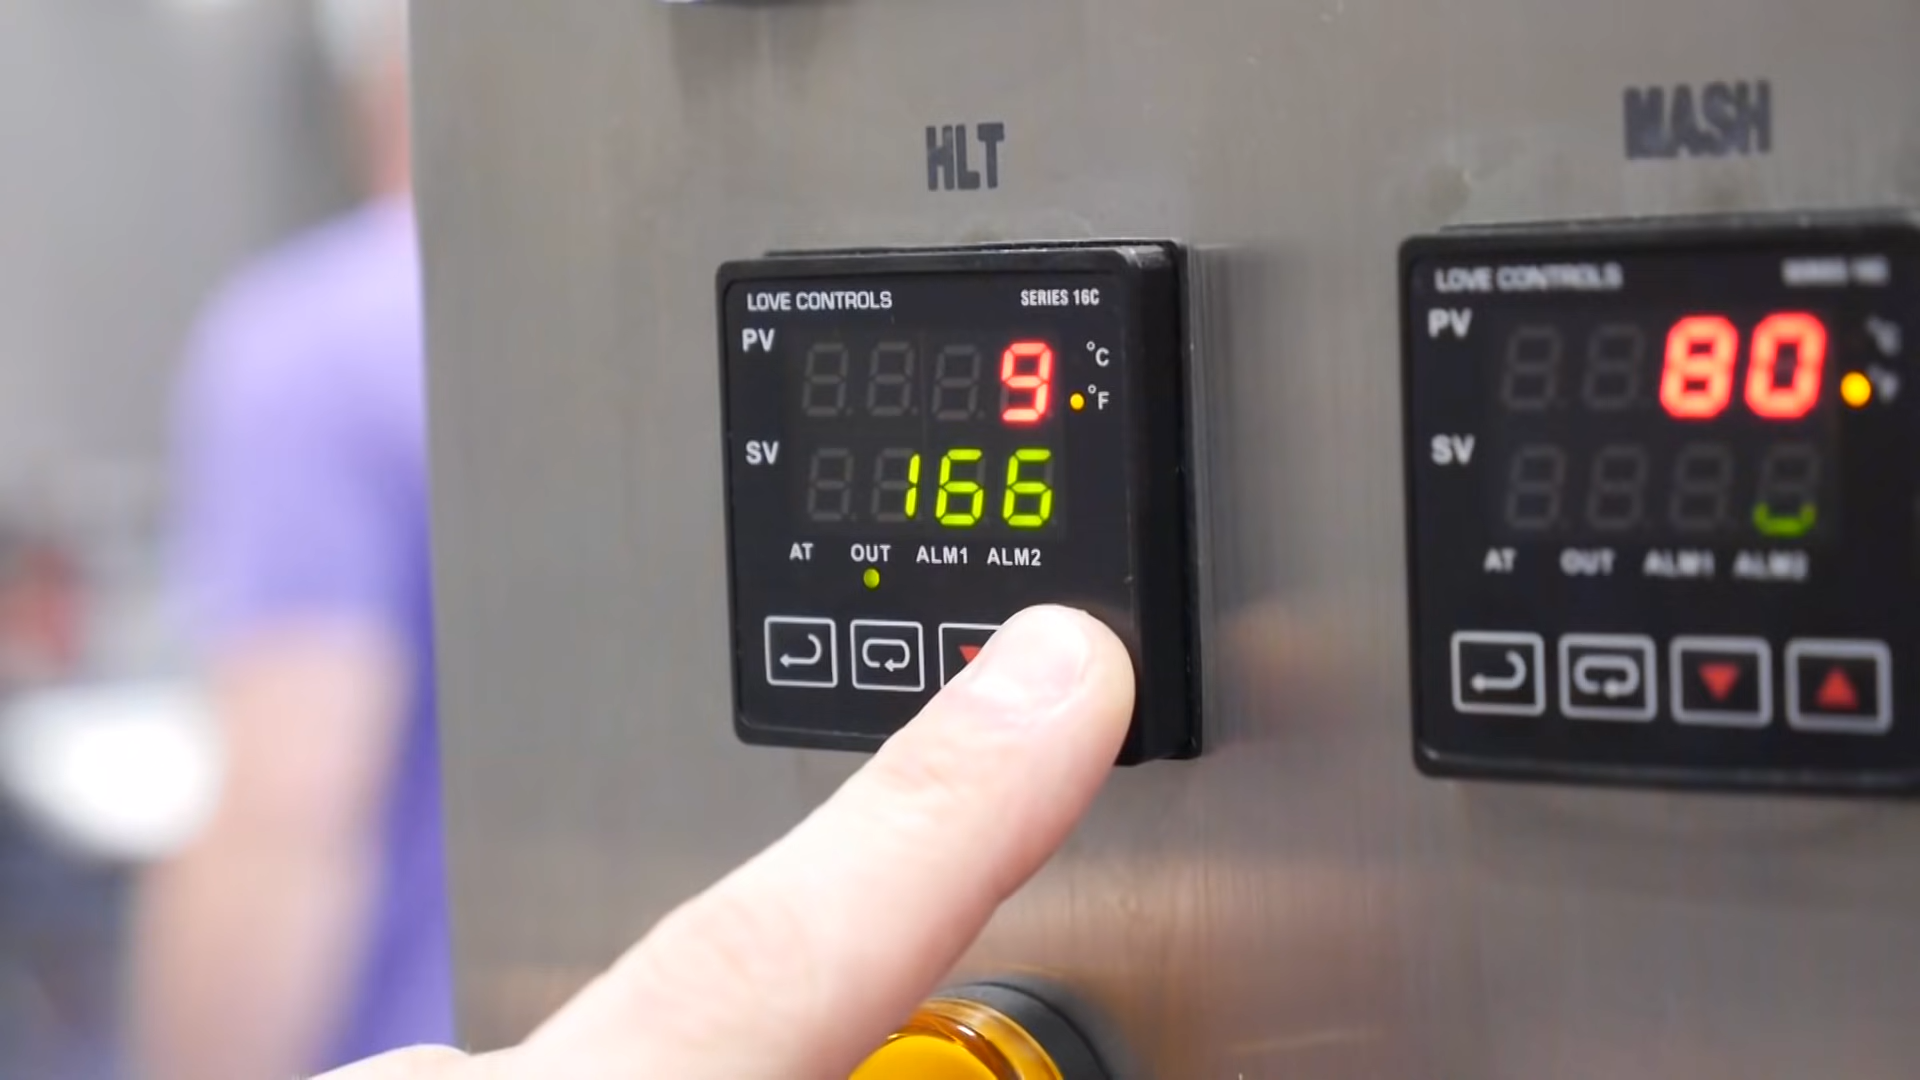 HLT
LOVE CONTROLS SERIES 16C
PV 9 °C
°F
SV 166
AT OUT ALM1 ALM2
MASH
LOVE CONTROLS
PV 80
°F
SV
AT OUT ALM1 ALM2